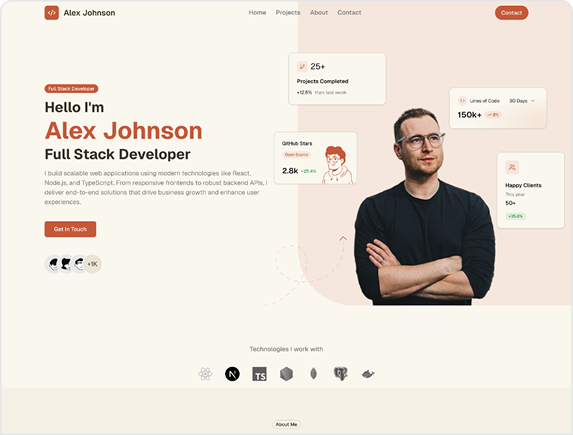 </> Alex Johnson
Home Projects About Contact
Contact
25+
Projects Completed
+12.6% then last week
Lines of Code 30 Days
150k+
GitHub Stars
Open Source
2.8k +25.4%
Happy Clients
This year
50+
+35.6%
Full Stack Developer
Hello I'm
Alex Johnson
Full Stack Developer
I build scalable web applications using modern technologies like React,
Node.js, and TypeScript. From responsive frontends to robust backend APIs, I
deliver end-to-end solutions that drive business growth and enhance user
experiences.
Get In Touch
+1K
Technologies I work with
N TS
About Me